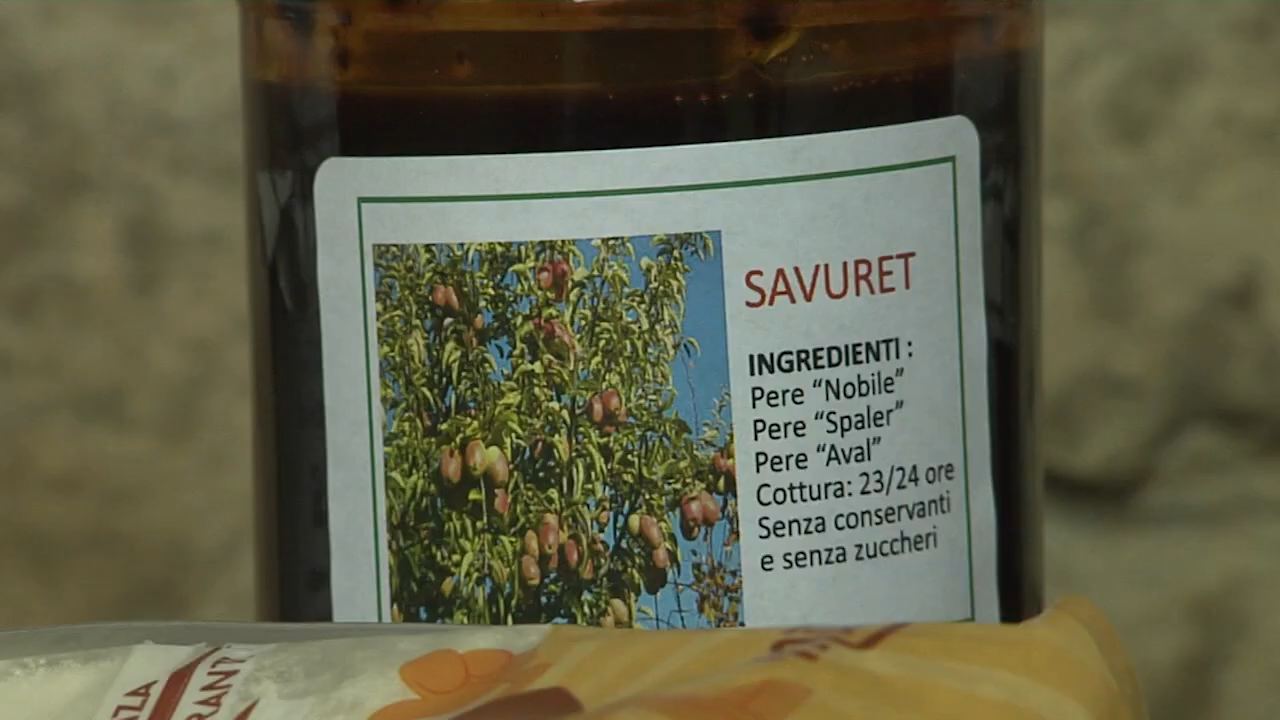 SAVURET
INGREDIENTI :
Pere “Nobile”
Pere “Spaler”
Pere “Aval”
Cottura: 23/24 ore
Senza conservanti
e senza zuccheri